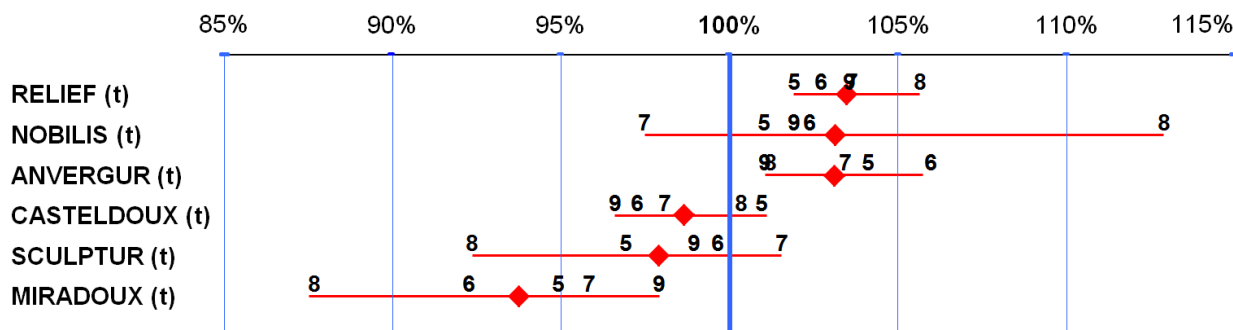 85% 90% 95% 100% 105% 110% 115%
RELIEF (t) 5 6 9 7 8
NOBILIS (t) 7 5 9 6 8
ANVERGUR (t) 9 8 7 5 6
CASTELDOUX (t) 9 6 7 8 5
SCULPTUR (t) 8 5 9 6 7
MIRADOUX (t) 8 6 5 7 9